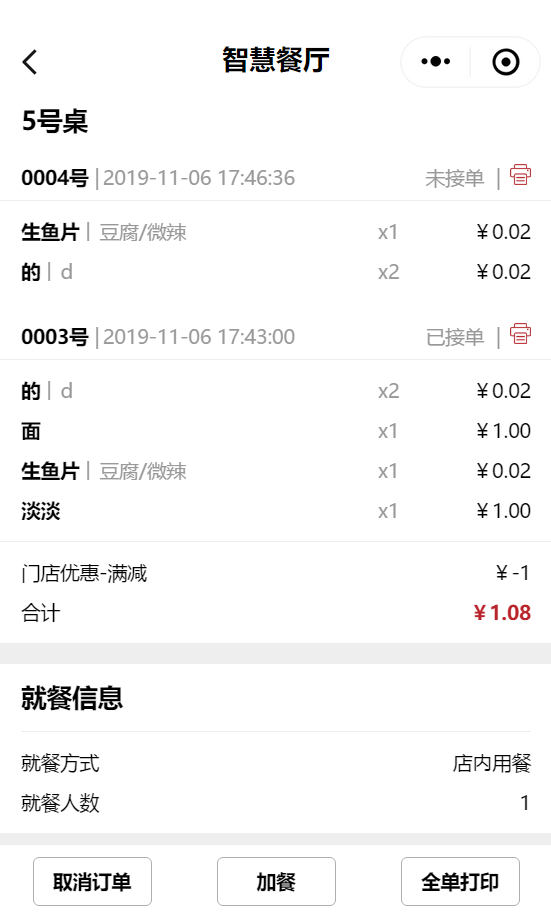 智慧餐厅
5号桌
0004号|2019-11-06 17:46:36 未接单 |
生鱼片| 豆腐/微辣 x1 ￥0.02
的| d x2 ￥0.02
0003号|2019-11-06 17:43:00 已接单 |
的| d x2 ￥0.02
面 x1 ￥1.00
生鱼片| 豆腐/微辣 x1 ￥0.02
淡淡 x1 ￥1.00
门店优惠-满减 ￥-1
合计 ￥1.08
就餐信息
就餐方式 店内用餐
就餐人数 1
取消订单 加餐 全单打印